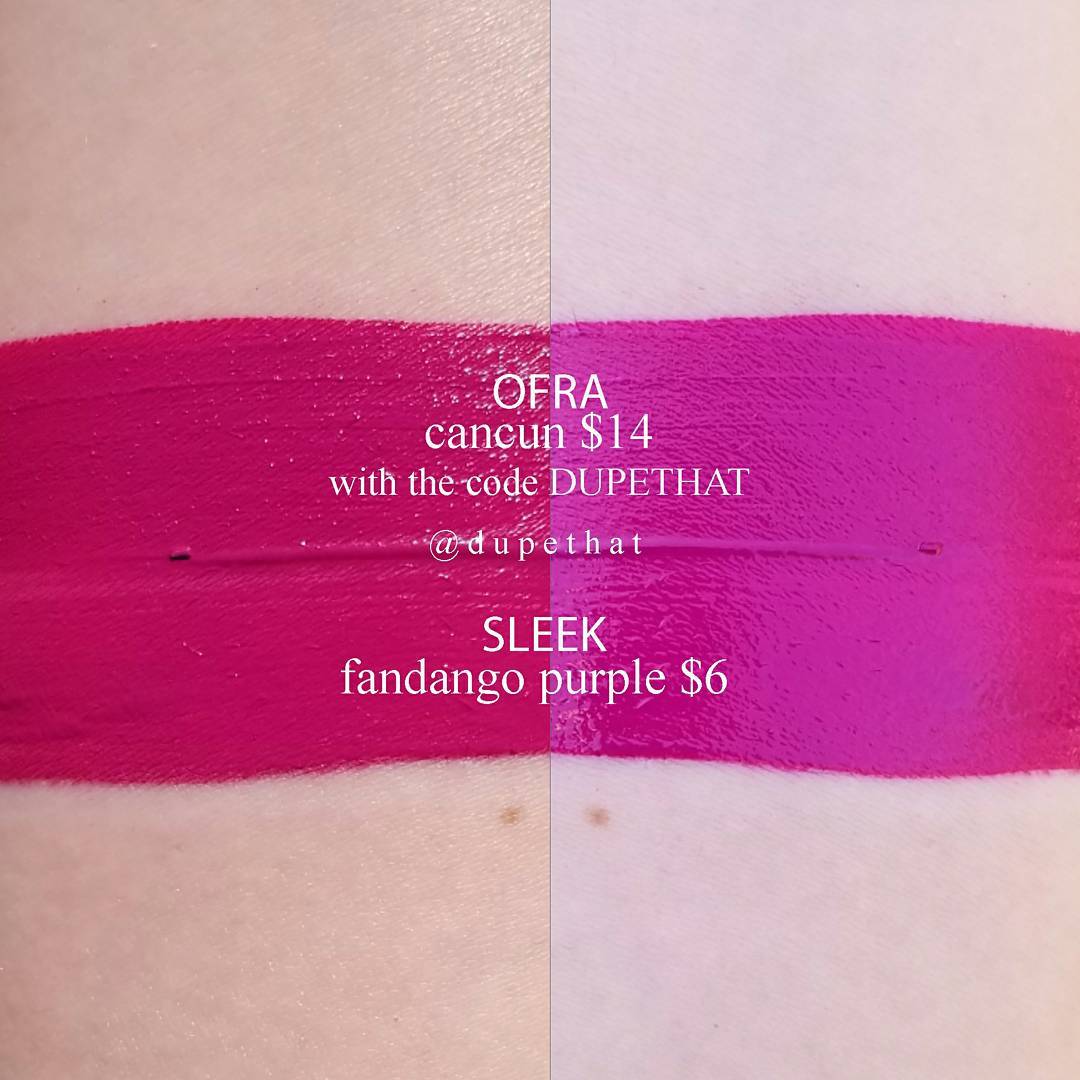 OFRA
cancun $14
with the code DUPETHAT
@dupethat
SLEEK
fandango purple $6